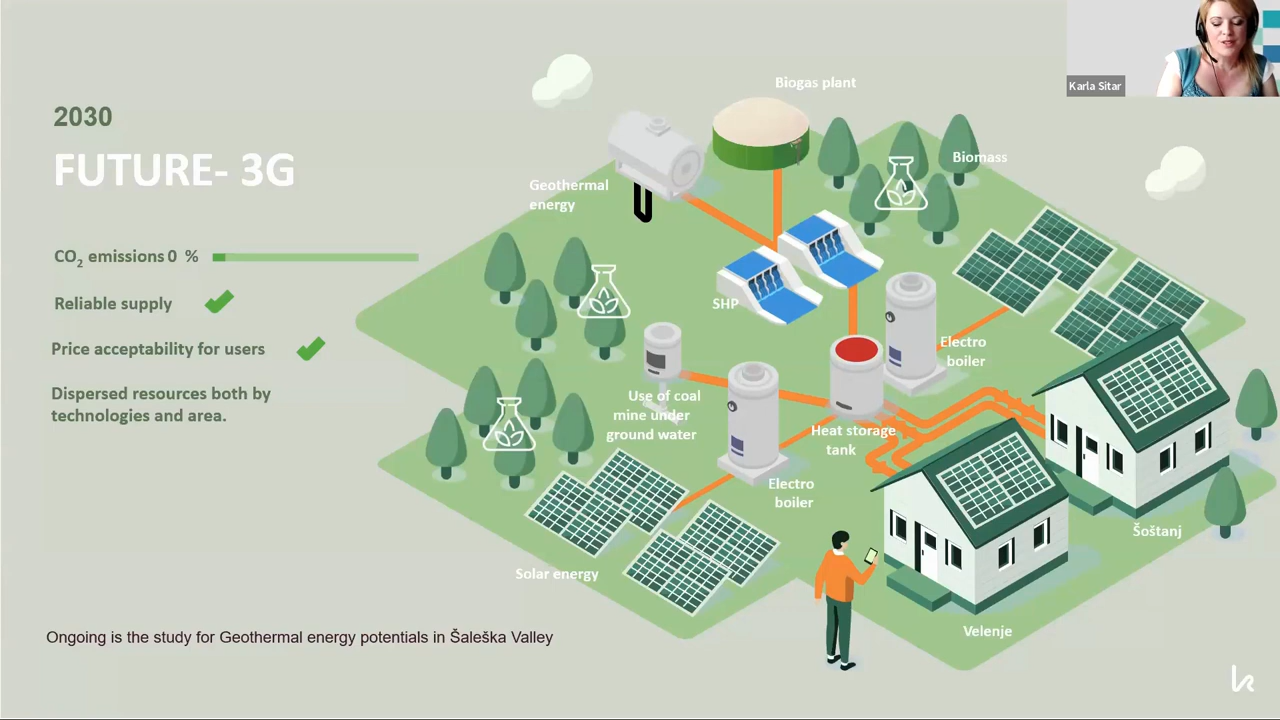 Karla Sitar
2030
FUTURE- 3G
CO2 emissions 0 %
Reliable supply
Price acceptability for users
Dispersed resources both by
technologies and area.
Biogas plant
Geothermal
energy
Biomass
SHP
Electro
boiler
Use of coal
mine under
ground water
Heat storage
tank
Electro
boiler
Solar energy
Šoštanj
Velenje
Ongoing is the study for Geothermal energy potentials in Šaleška Valley